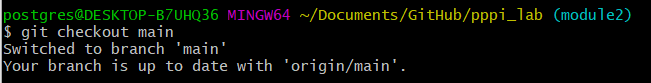 postgres@DESKTOP-B7UHQ36 MINGW64 ~/Documents/GitHub/pppi_lab (module2)
$ git checkout main
Switched to branch 'main'
Your branch is up to date with 'origin/main'.